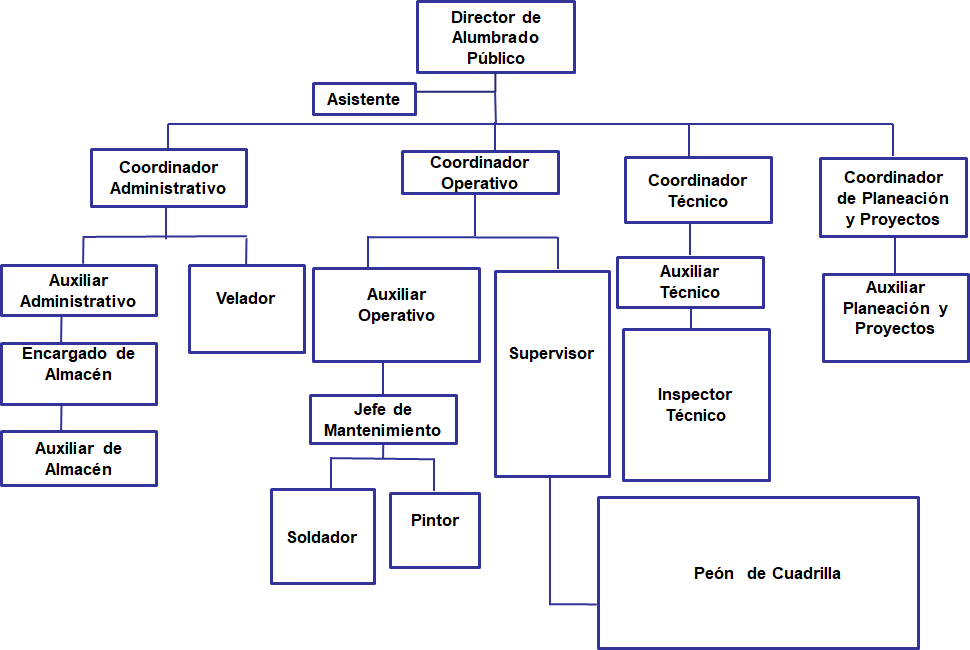 Director de
Alumbrado
Público
Asistente
Coordinador
Administrativo
Coordinador
Operativo
Coordinador
Técnico
Coordinador
de Planeación
y Proyectos
Auxiliar
Administrativo
Velador
Auxiliar
Operativo
Supervisor
Auxiliar
Técnico
Auxiliar
Planeación y
Proyectos
Encargado de
Almacén
Jefe de
Mantenimiento
Inspector
Técnico
Auxiliar de
Almacén
Soldador
Pintor
Peón de Cuadrilla